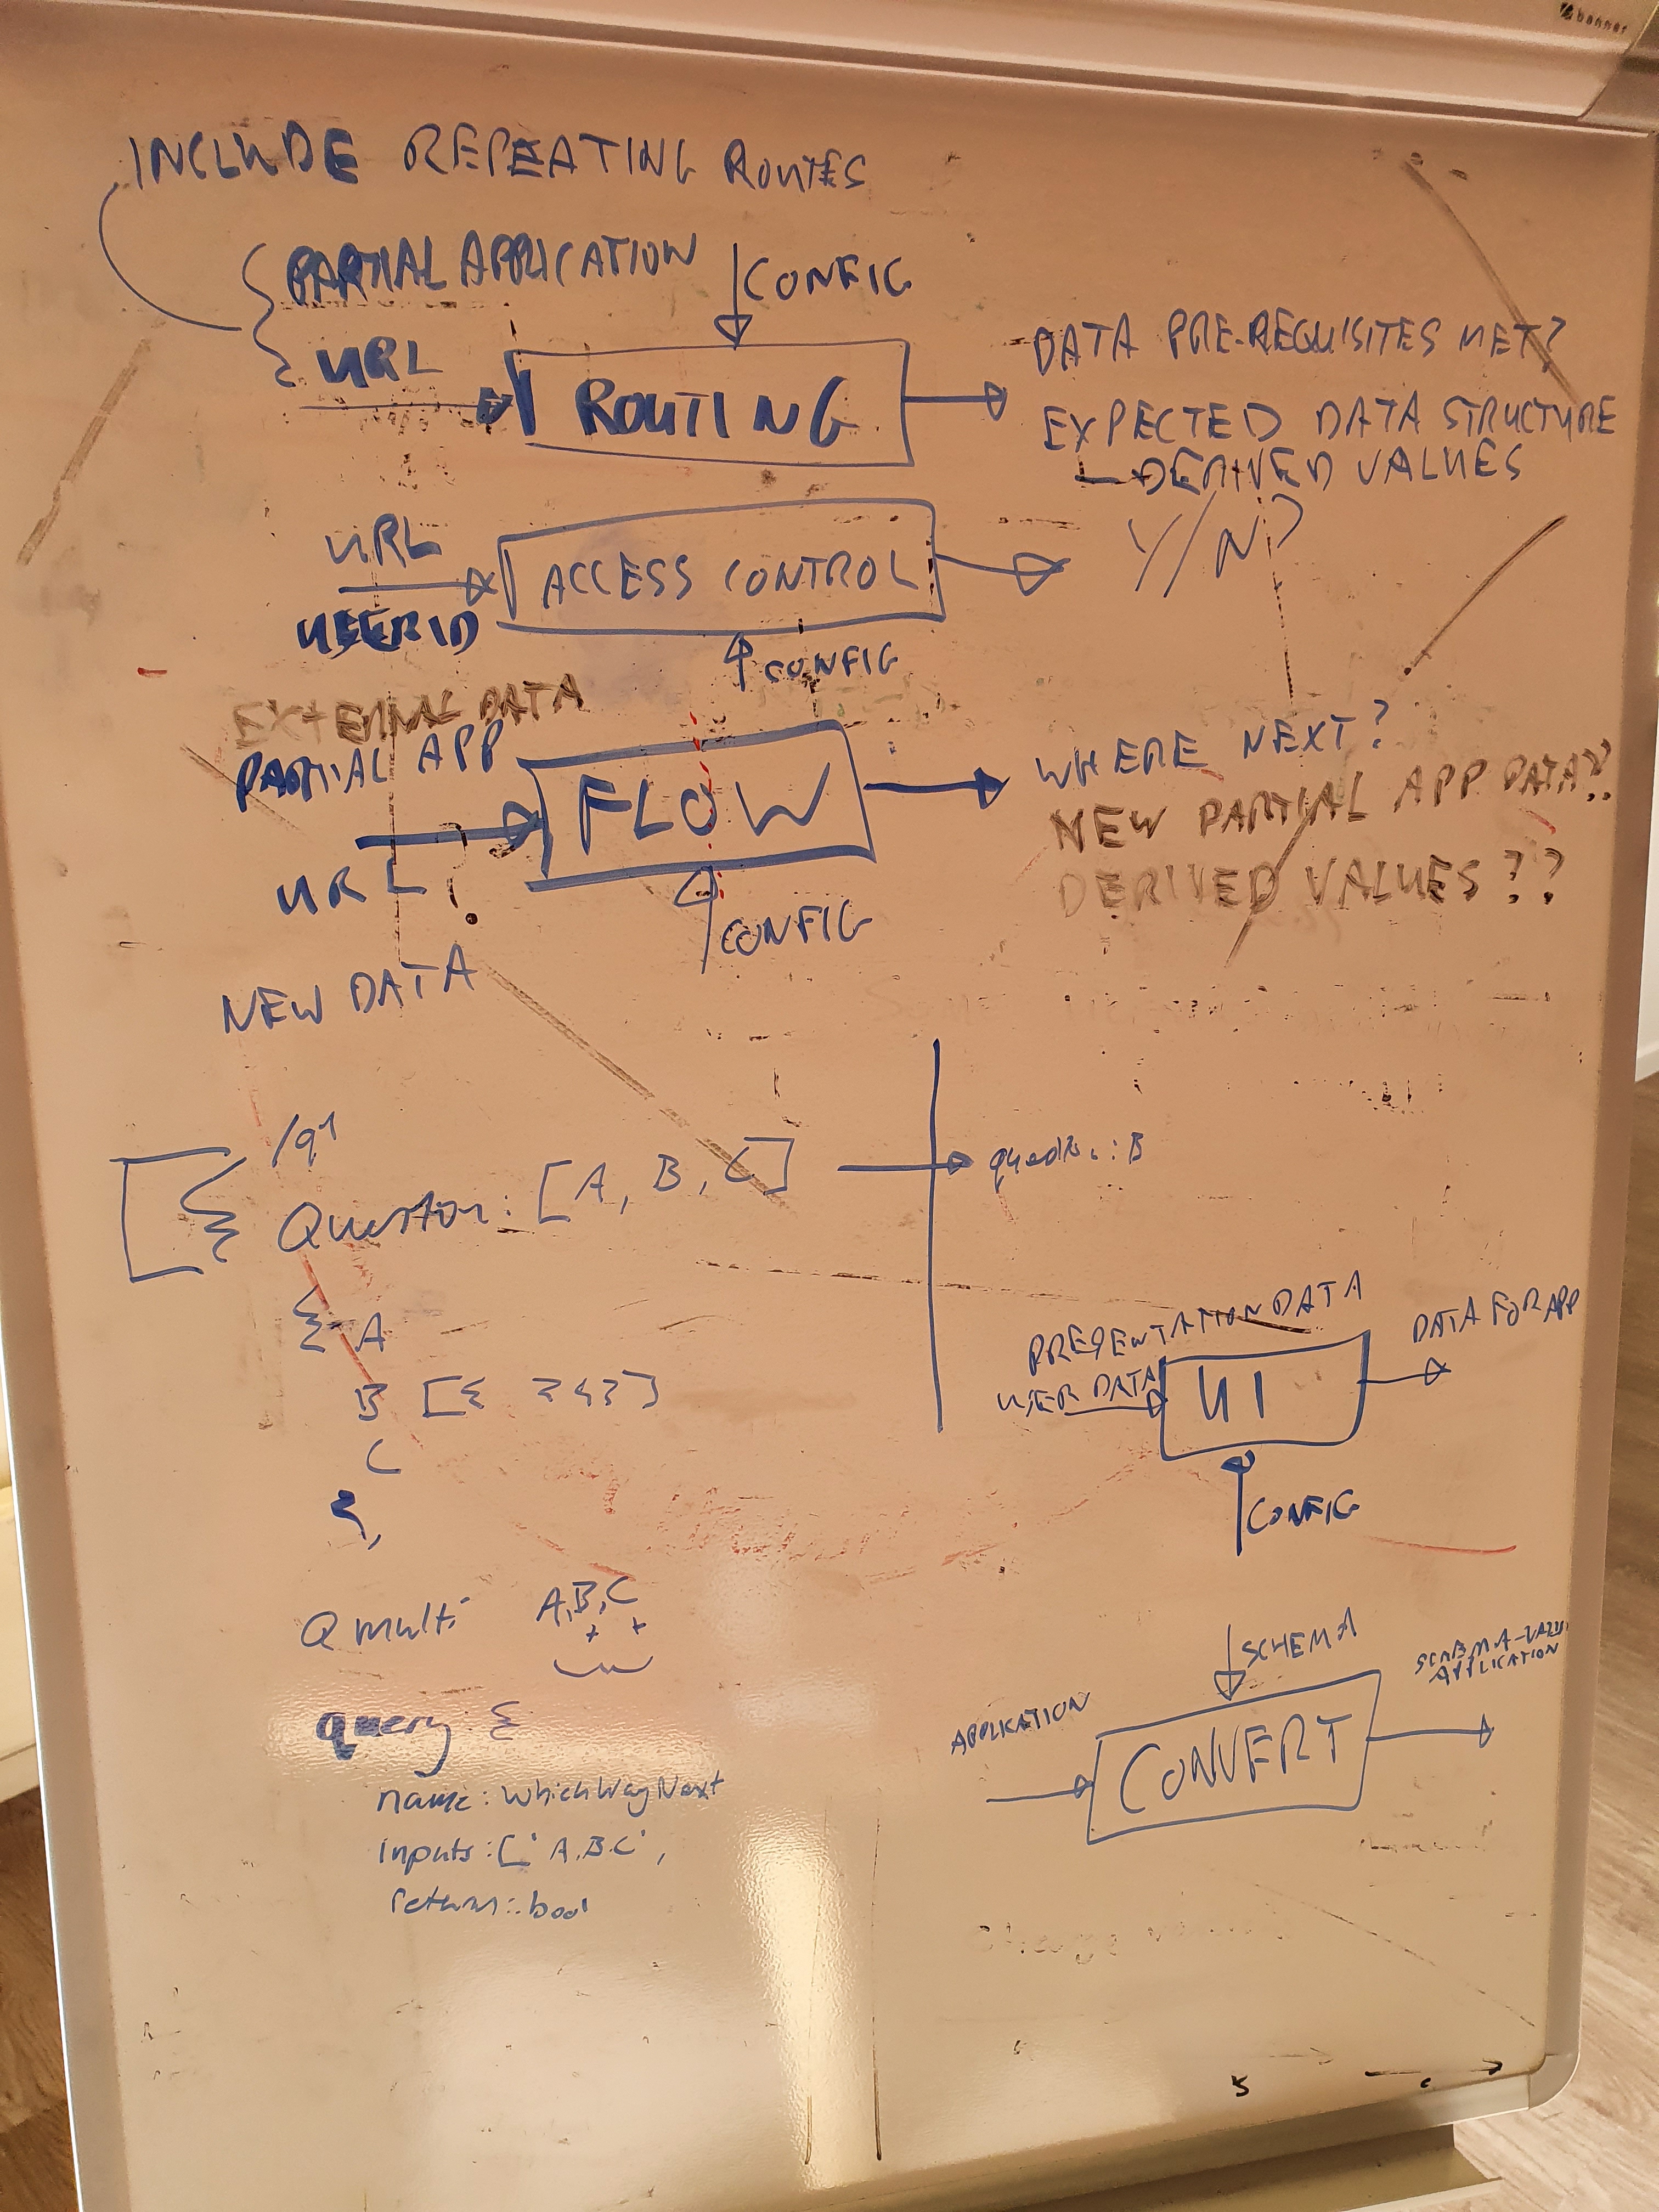 banner
INCLUDE REPEATING ROUTES
PARTIAL APPLICATION
CONFIG
URL
ROUTING
DATA PRE-REQUISITES MET?
EXPECTED DATA STRUCTURE
DERIVED VALUES
URL
USERID
ACCESS CONTROL
Y/N?
CONFIG
EXTERNAL DATA
PARTIAL APP
URL?
NEW DATA
FLOW
CONFIG
WHERE NEXT?
NEW PARTIAL APP DATA??
DERIVED VALUES??
/q1
Question: [A, B, C]
: B
{ A
B [{ }{}]
C
},
Q multi A,B,C
+ +
query {
name: WhichWayNext
inputs: ['A.B.C',
return: bool
PRESENTATION DATA
USER DATA
UI
DATA FOR APP
CONFIG
SCHEMA
APPLICATION
CONVERT
SCHEMA-VALID
APPLICATION